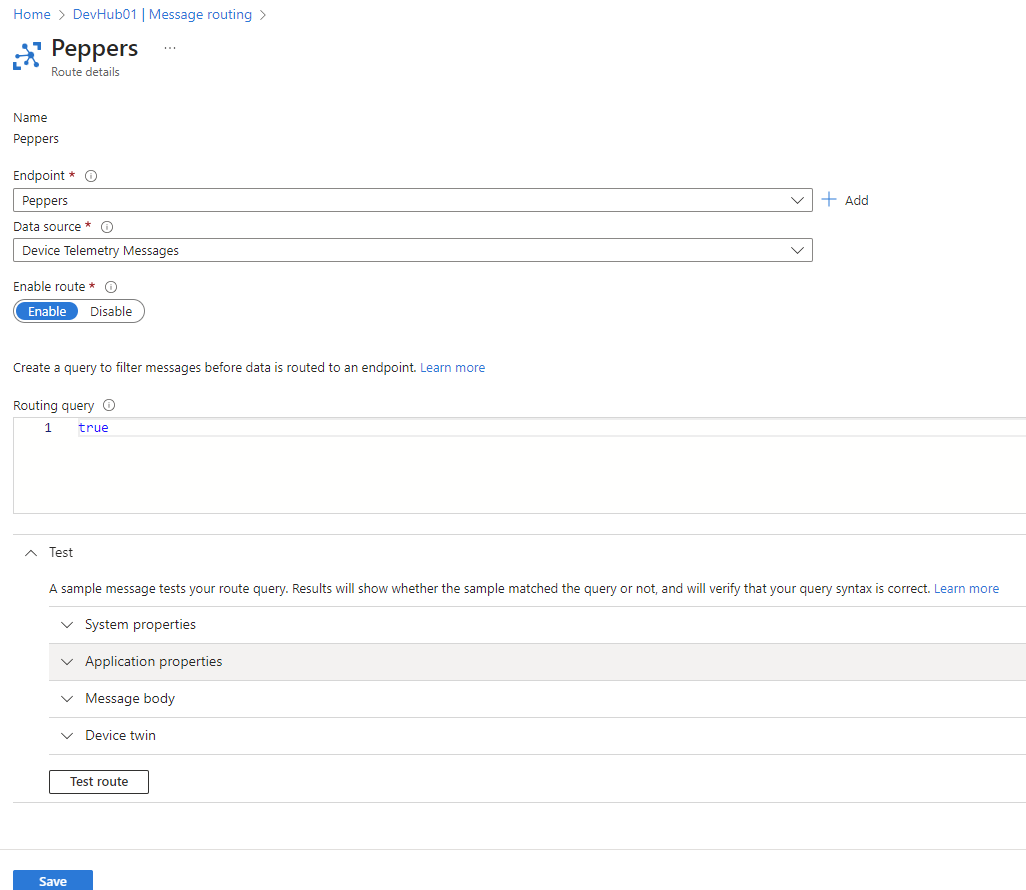 Home > DevHub01 | Message routing >
Peppers ...
Route details
Name
Peppers
Endpoint *
Peppers
Add
Data source *
Device Telemetry Messages
Enable route *
Enable Disable
Create a query to filter messages before data is routed to an endpoint. Learn more
Routing query
1 true
Test
A sample message tests your route query. Results will show whether the sample matched the query or not, and will verify that your query syntax is correct. Learn more
System properties
Application properties
Message body
Device twin
Test route
Save